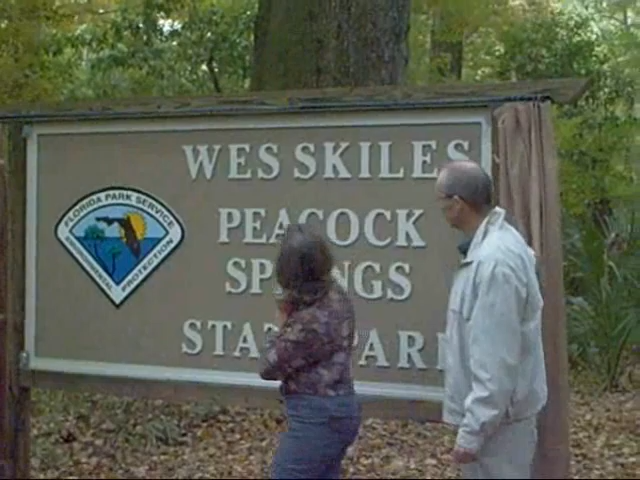 WES SKILES
PEACOCK
SPRINGS
STATE PARK
FLORIDA PARK SERVICE
ENVIRONMENTAL
PROTECTION